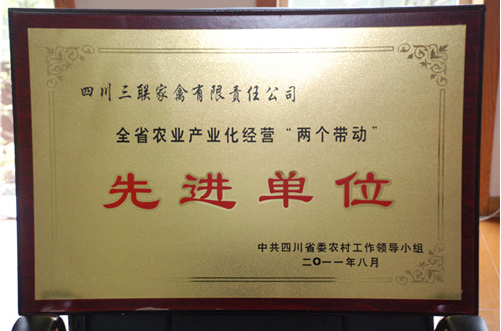 四川三联家禽有限责任公司
全省农业产业化经营“两个带动”
先进单位
中共四川省委农村工作领导小组
二O一一年八月